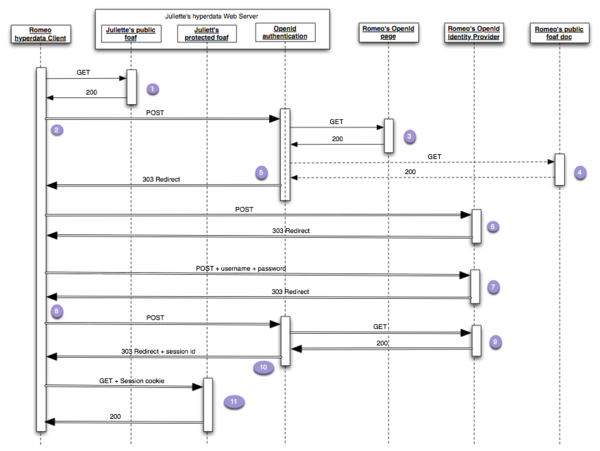 Juliette's hyperdata Web Server
Romeo
hyperdata Client
Juliette's public
foaf
Juliett's
protected foaf
OpenId
authentication
Romeo's OpenId
page
Romeo's OpenId
Identity Provider
Romeo's public
foaf doc
GET
1
200
POST
2
GET
3
200
GET
4
200
5
303 Redirect
POST
6
303 Redirect
POST + username + password
7
303 Redirect
8
POST
GET
9
200
303 Redirect + session id
10
GET + Session cookie
11
200